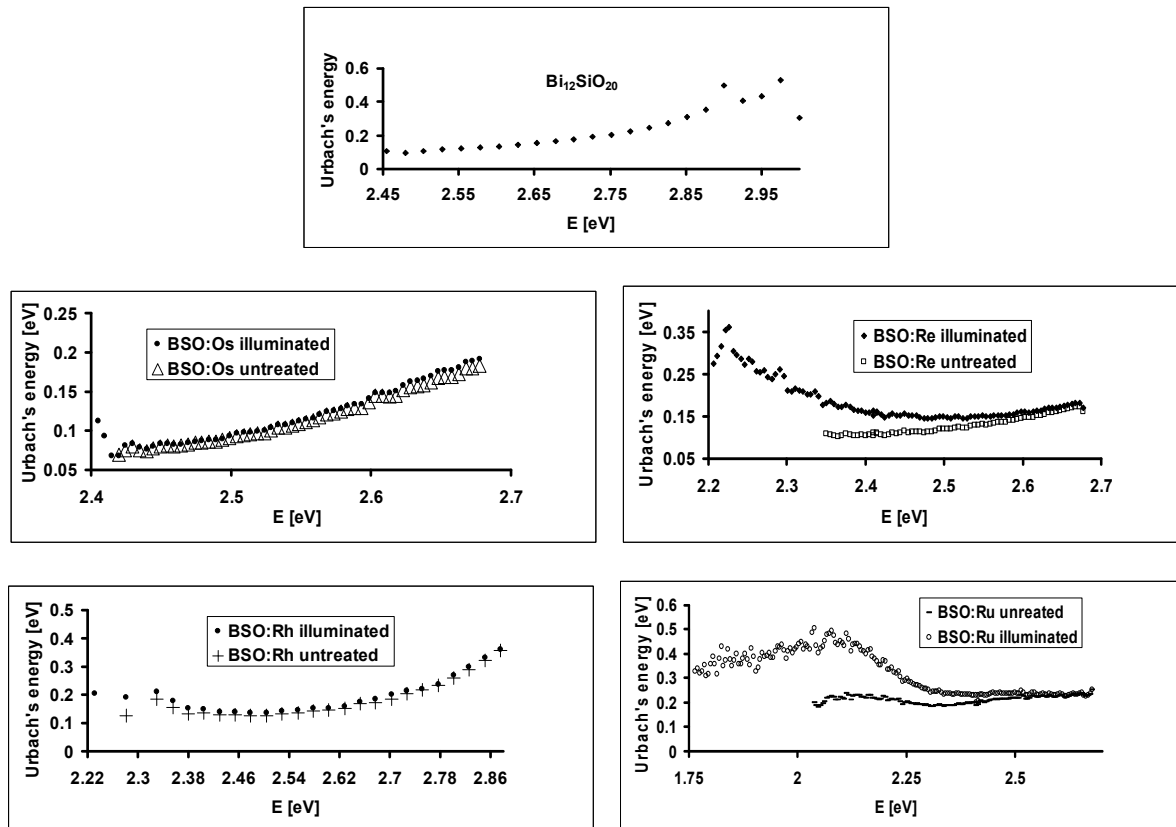 Bi₁₂SiO₂₀
Urbach's energy
0.6
0.4
0.2
0
2.45 2.55 2.65 2.75 2.85 2.95
E [eV]
Urbach's energy [eV]
0.25
0.2
0.15
0.1
0.05
BSO:Os illuminated
BSO:Os untreated
2.4 2.5 2.6 2.7
E [eV]
Urbach's energy [eV]
0.35
0.25
0.15
0.05
BSO:Re illuminated
BSO:Re untreated
2.2 2.3 2.4 2.5 2.6 2.7
E [eV]
Urbach's energy [eV]
0.5
0.4
0.3
0.2
0.1
0
BSO:Rh illuminated
BSO:Rh untreated
2.22 2.3 2.38 2.46 2.54 2.62 2.7 2.78 2.86
E [eV]
Urbach's energy [eV]
0.6
0.5
0.4
0.3
0.2
0.1
0
BSO:Ru unreated
BSO:Ru illuminated
1.75 2 2.25 2.5
E [eV]